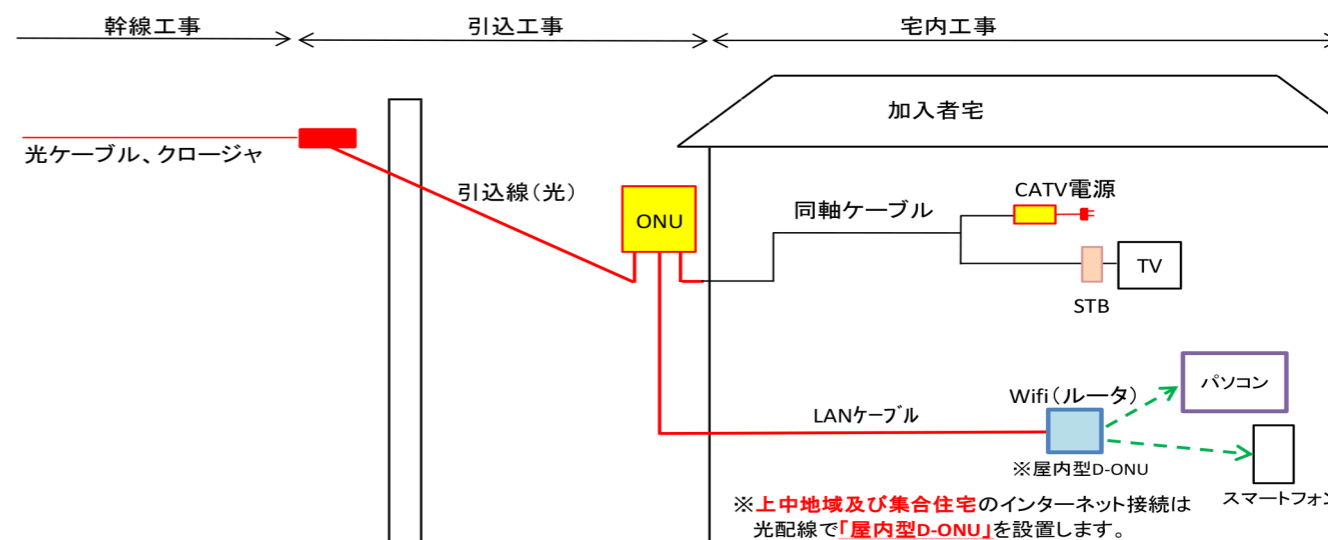 幹線工事
引込工事
宅内工事
加入者宅
光ケーブル、クロージャ
引込線(光)
ONU
同軸ケーブル
CATV電源
TV
STB
パソコン
Wifi(ルータ)
LANケーブル
※屋内型D-ONU
スマートフォン
※上中地域及び集合住宅のインターネット接続は
光配線で「屋内型D-ONU」を設置します。